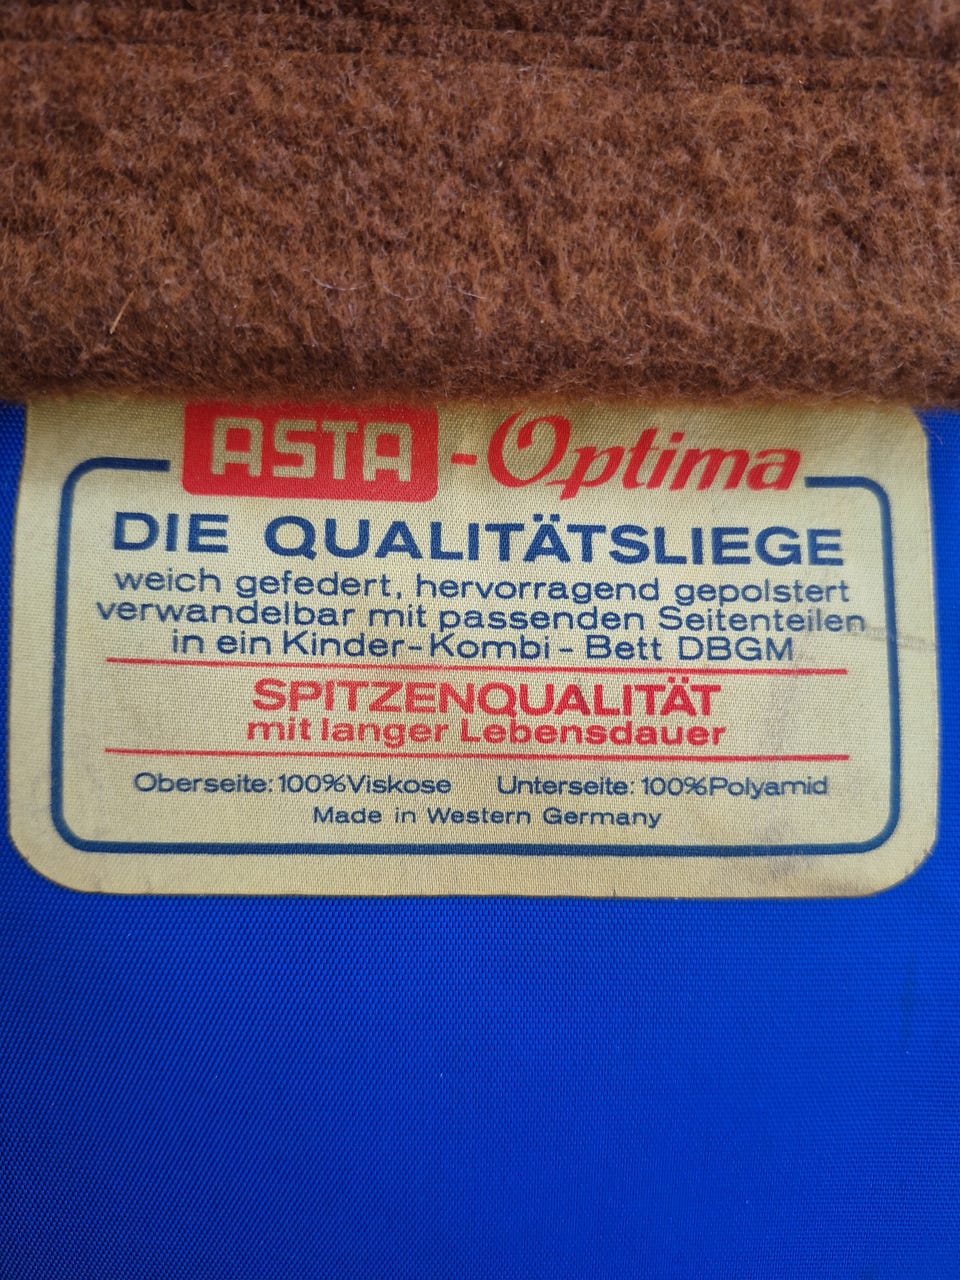 ASTA-Optima
DIE QUALITÄTSLIEGE
weich gefedert, hervorragend gepolstert
verwandelbar mit passenden Seitenteilen
in ein Kinder-Kombi-Bett DBGM
SPITZENQUALITÄT
mit langer Lebensdauer
Oberseite: 100% Viskose Unterseite: 100% Polyamid
Made in Western Germany